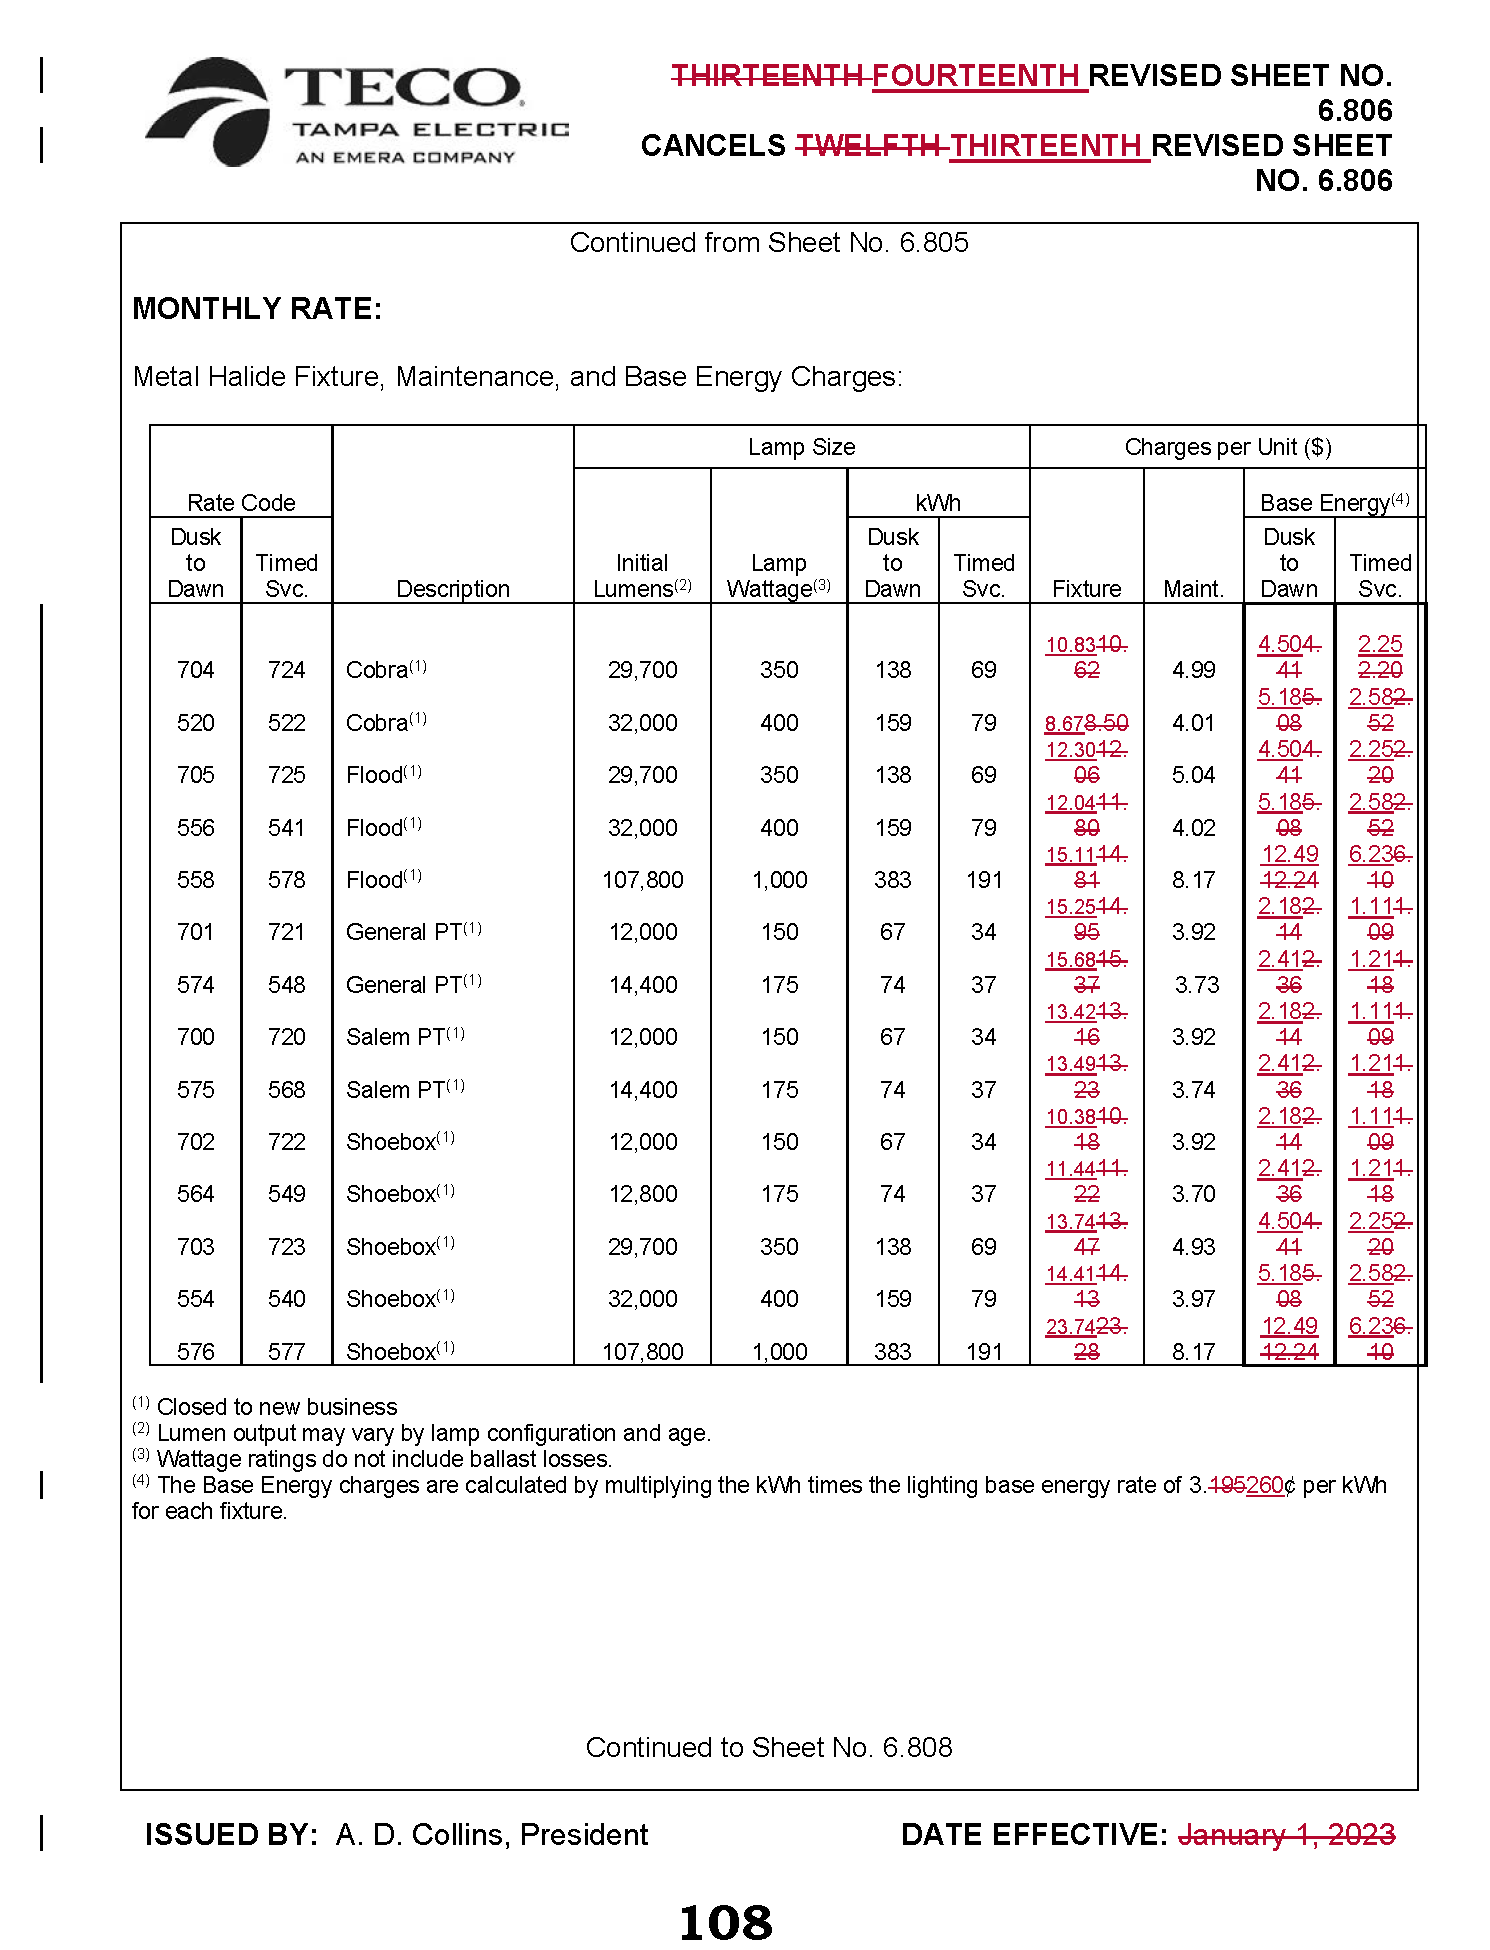 TECO.
TAMPA ELECTRIC
AN EMERA COMPANY
THIRTEENTH FOURTEENTH REVISED SHEET NO.
6.806
CANCELS TWELFTH THIRTEENTH REVISED SHEET
NO. 6.806
Continued from Sheet No. 6.805
MONTHLY RATE:
Metal Halide Fixture, Maintenance, and Base Energy Charges:
Lamp Size Charges per Unit ($)
Rate Code kWh Base Energy(4)
Dusk Dusk Dusk
to Timed Initial Lamp to Timed to Timed
Dawn Svc. Description Lumens(2) Wattage(3) Dawn Svc. Fixture Maint. Dawn Svc.
10.8310. 4.504. 2.25
704 724 Cobra(1) 29,700 350 138 69 62 4.99 41 2.20
5.185. 2.582.
520 522 Cobra(1) 32,000 400 159 79 8.678.50 4.01 08 52
12.3012. 4.504. 2.252.
705 725 Flood(1) 29,700 350 138 69 06 5.04 41 20
12.0411. 5.185. 2.582.
556 541 Flood(1) 32,000 400 159 79 80 4.02 08 52
15.1114. 12.49 6.236.
558 578 Flood(1) 107,800 1,000 383 191 81 8.17 12.24 10
15.2514. 2.182. 1.111.
701 721 General PT(1) 12,000 150 67 34 95 3.92 14 09
15.6815. 2.412. 1.211.
574 548 General PT(1) 14,400 175 74 37 37 3.73 36 18
13.4213. 2.182. 1.111.
700 720 Salem PT(1) 12,000 150 67 34 16 3.92 14 09
13.4913. 2.412. 1.211.
575 568 Salem PT(1) 14,400 175 74 37 23 3.74 36 18
10.3810. 2.182. 1.111.
702 722 Shoebox(1) 12,000 150 67 34 18 3.92 14 09
11.4411. 2.412. 1.211.
564 549 Shoebox(1) 12,800 175 74 37 22 3.70 36 18
13.7413. 4.504. 2.252.
703 723 Shoebox(1) 29,700 350 138 69 47 4.93 41 20
14.4114. 5.185. 2.582.
554 540 Shoebox(1) 32,000 400 159 79 13 3.97 08 52
23.7423. 12.49 6.236.
576 577 Shoebox(1) 107,800 1,000 383 191 28 8.17 12.24 10
(1) Closed to new business
(2) Lumen output may vary by lamp configuration and age.
(3) Wattage ratings do not include ballast losses.
(4) The Base Energy charges are calculated by multiplying the kWh times the lighting base energy rate of 3.195260¢ per kWh
for each fixture.
Continued to Sheet No. 6.808
ISSUED BY: A. D. Collins, President DATE EFFECTIVE: January 1, 2023
108